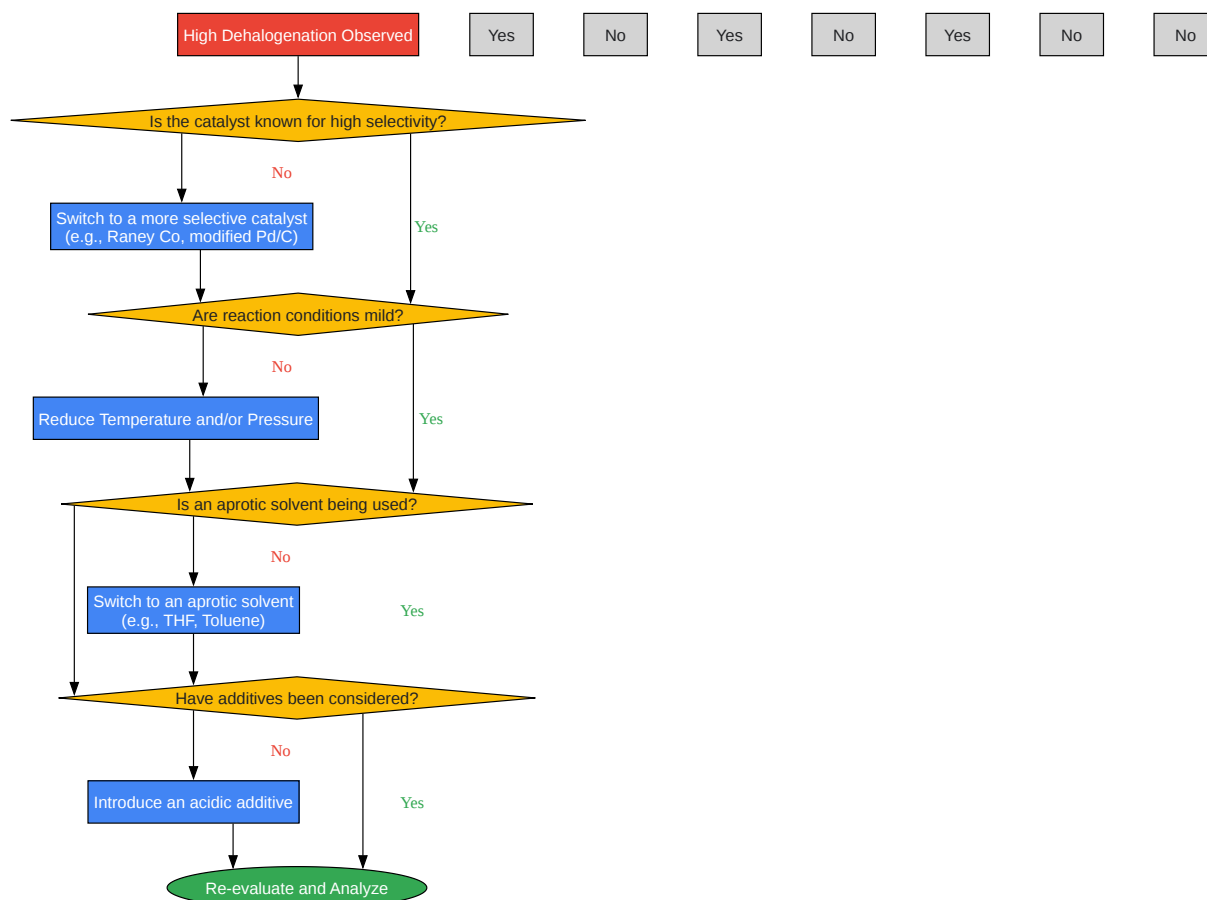 High Dehalogenation Observed
Yes
No
Yes
No
Yes
No
No
Is the catalyst known for high selectivity?
No
Switch to a more selective catalyst
(e.g., Raney Co, modified Pd/C)
Yes
Are reaction conditions mild?
No
Reduce Temperature and/or Pressure
Yes
Is an aprotic solvent being used?
No
Switch to an aprotic solvent
(e.g., THF, Toluene)
Yes
Have additives been considered?
No
Introduce an acidic additive
Yes
Re-evaluate and Analyze